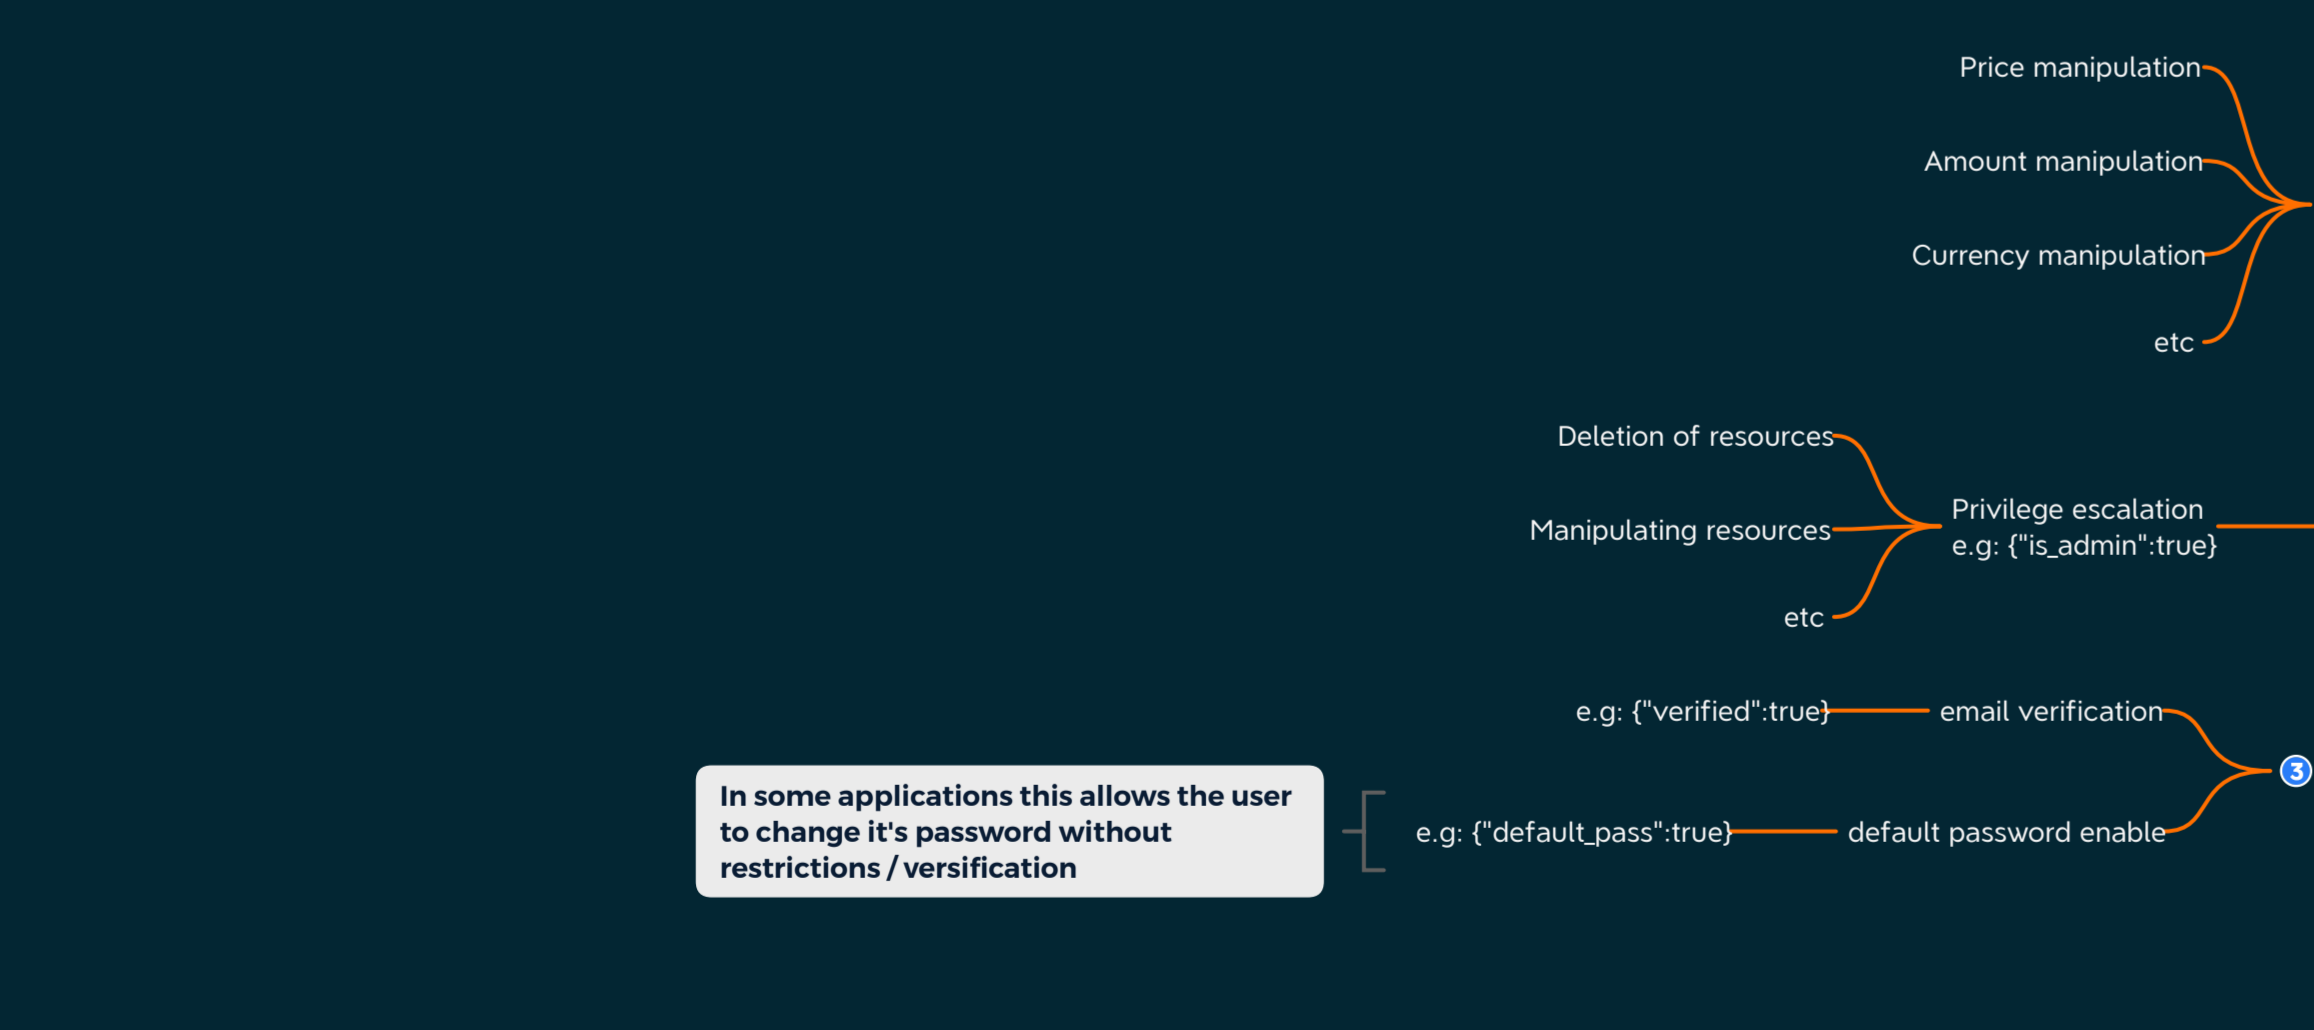 Price manipulation
Amount manipulation
Currency manipulation
etc
Deletion of resources
Manipulating resources
etc
Privilege escalation
e.g: {"is_admin":true}
e.g: {"verified":true}
email verification
In some applications this allows the user
to change it's password without
restrictions / versification
e.g: {"default_pass":true}
default password enable
3